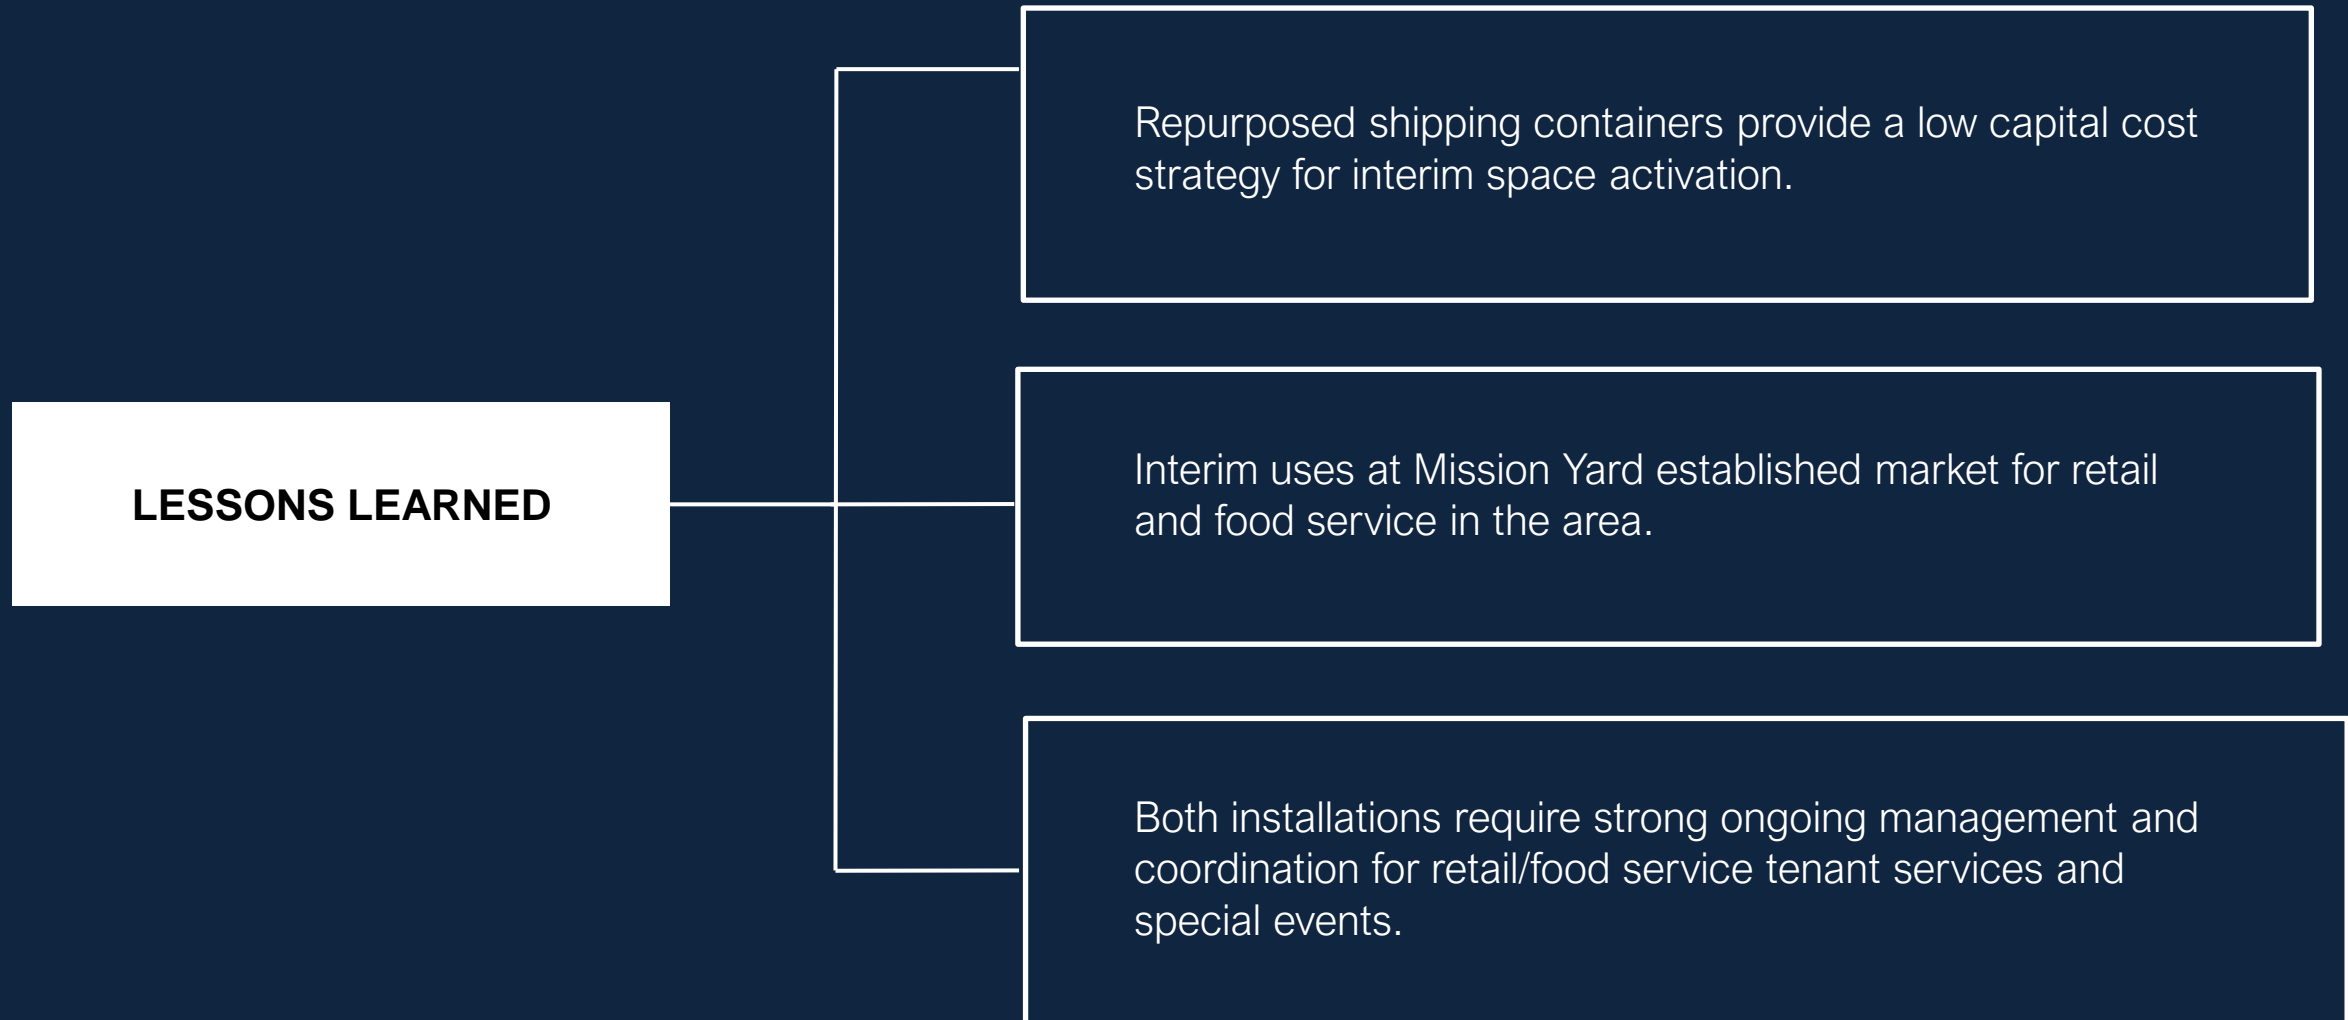 LESSONS LEARNED
Repurposed shipping containers provide a low capital cost
strategy for interim space activation.
Interim uses at Mission Yard established market for retail
and food service in the area.
Both installations require strong ongoing management and
coordination for retail/food service tenant services and
special events.